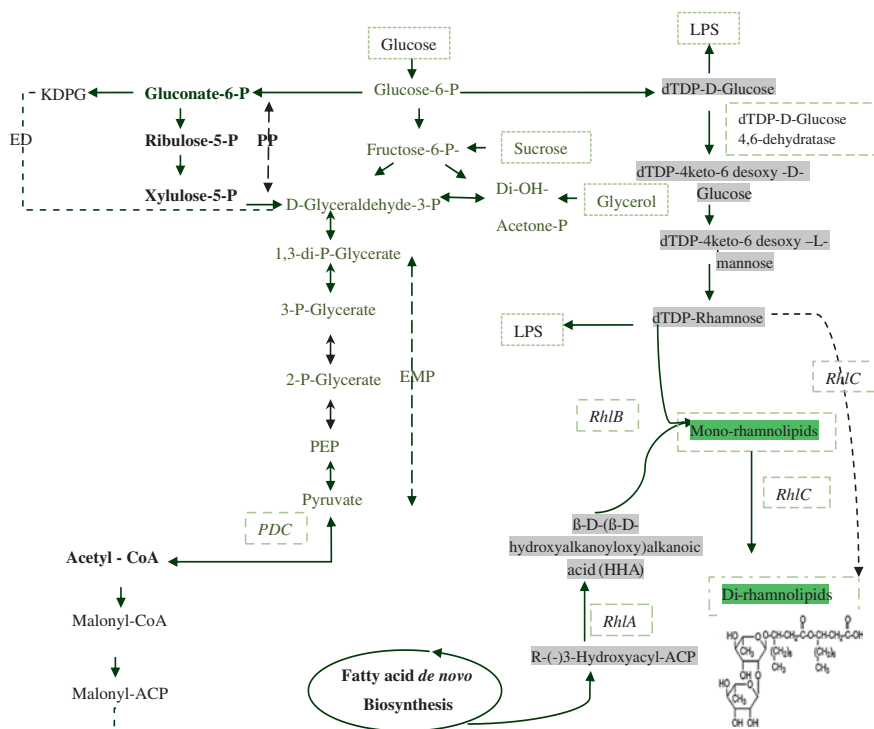 LPS
Glucose
KDPG
Gluconate-6-P
Glucose-6-P
dTDP-D-Glucose
dTDP-D-Glucose
4,6-dehydratase
ED
Ribulose-5-P
PP
Fructose-6-P-
Sucrose
dTDP-4keto-6 desoxy -D-
Glucose
Xylulose-5-P
D-Glyceraldehyde-3-P
Di-OH-
Acetone-P
Glycerol
dTDP-4keto-6 desoxy –L-
mannose
1,3-di-P-Glycerate
3-P-Glycerate
LPS
dTDP-Rhamnose
2-P-Glycerate
EMP
RhlC
RhlB
Mono-rhamnolipids
PEP
Pyruvate
RhlC
PDC
ß-D-(ß-D-
hydroxyalkanoyloxy)alkanoic
acid (HHA)
Acetyl - CoA
Di-rhamnolipids
Malonyl-CoA
RhlA
R-(-)3-Hydroxyacyl-ACP
Fatty acid de novo
Biosynthesis
Malonyl-ACP